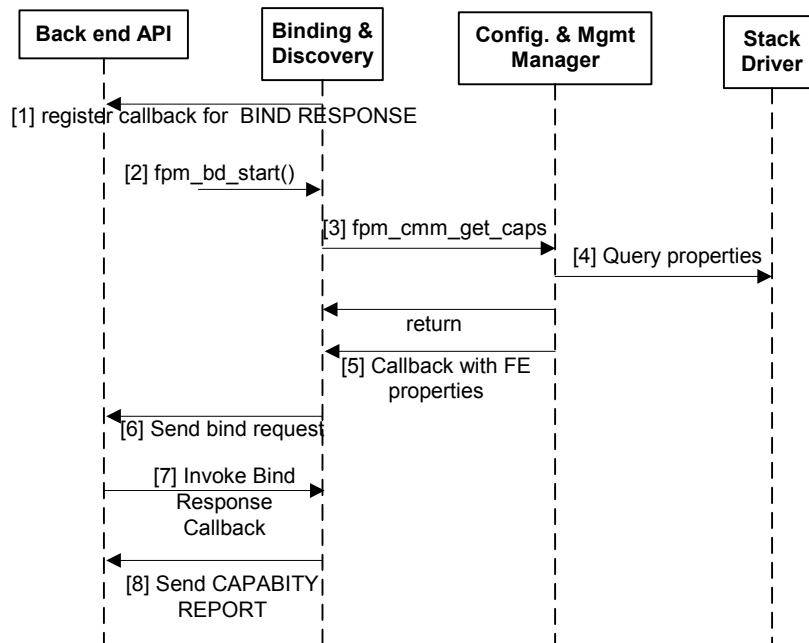 Back end API
Binding &
Discovery
Config. & Mgmt
Manager
Stack
Driver
[1] register callback for BIND RESPONSE
[2] fpm_bd_start()
[3] fpm_cmm_get_caps
[4] Query properties
return
[5] Callback with FE
properties
[6] Send bind request
[7] Invoke Bind
Response
Callback
[8] Send CAPABITY
REPORT